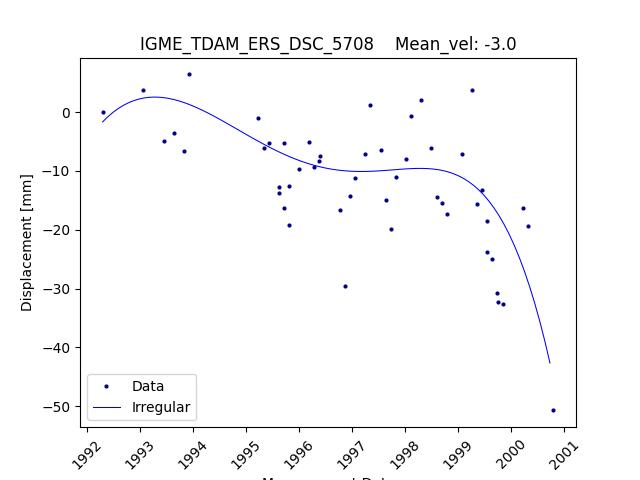 IGME_TDAM_ERS_DSC_5708 Mean_vel: -3.0
Displacement [mm]
0
−10
−20
−30
−40
−50
Data
Irregular
1992 1993 1994 1995 1996 1997 1998 1999 2000 2001